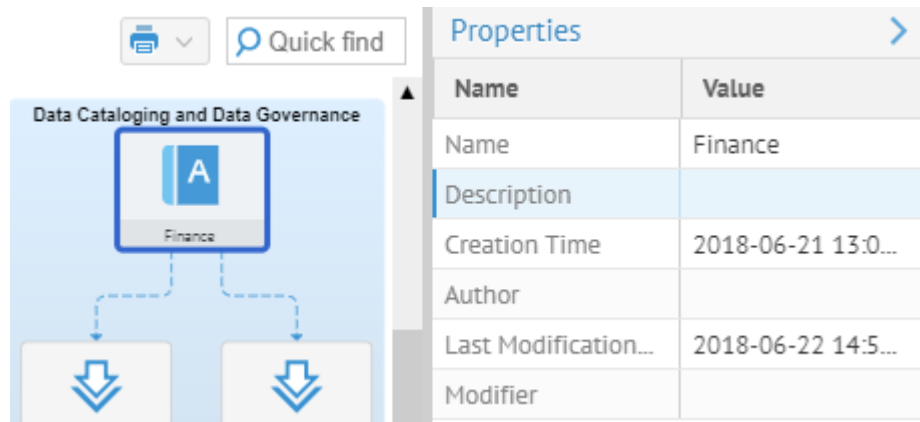 Quick find
Data Cataloging and Data Governance
A
Finance
Properties
Name Value
Name Finance
Description
Creation Time 2018-06-21 13:0...
Author
Last Modification... 2018-06-22 14:5...
Modifier